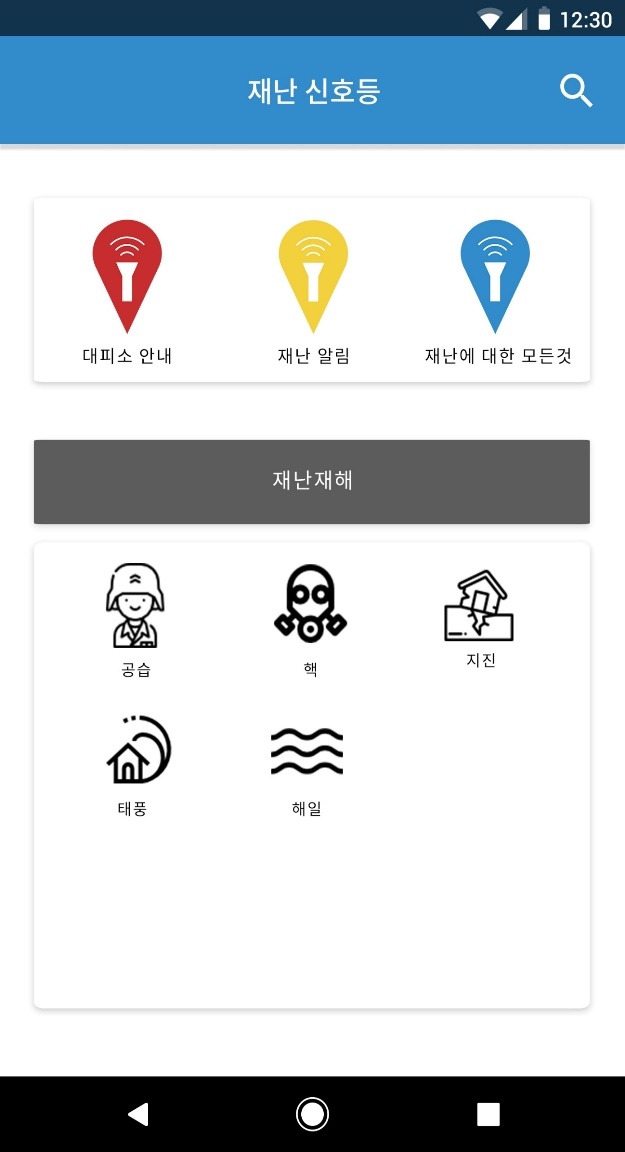 12:30
재난 신호등
대피소 안내
재난 알림
재난에 대한 모든것
재난재해
공습
핵
지진
태풍
해일